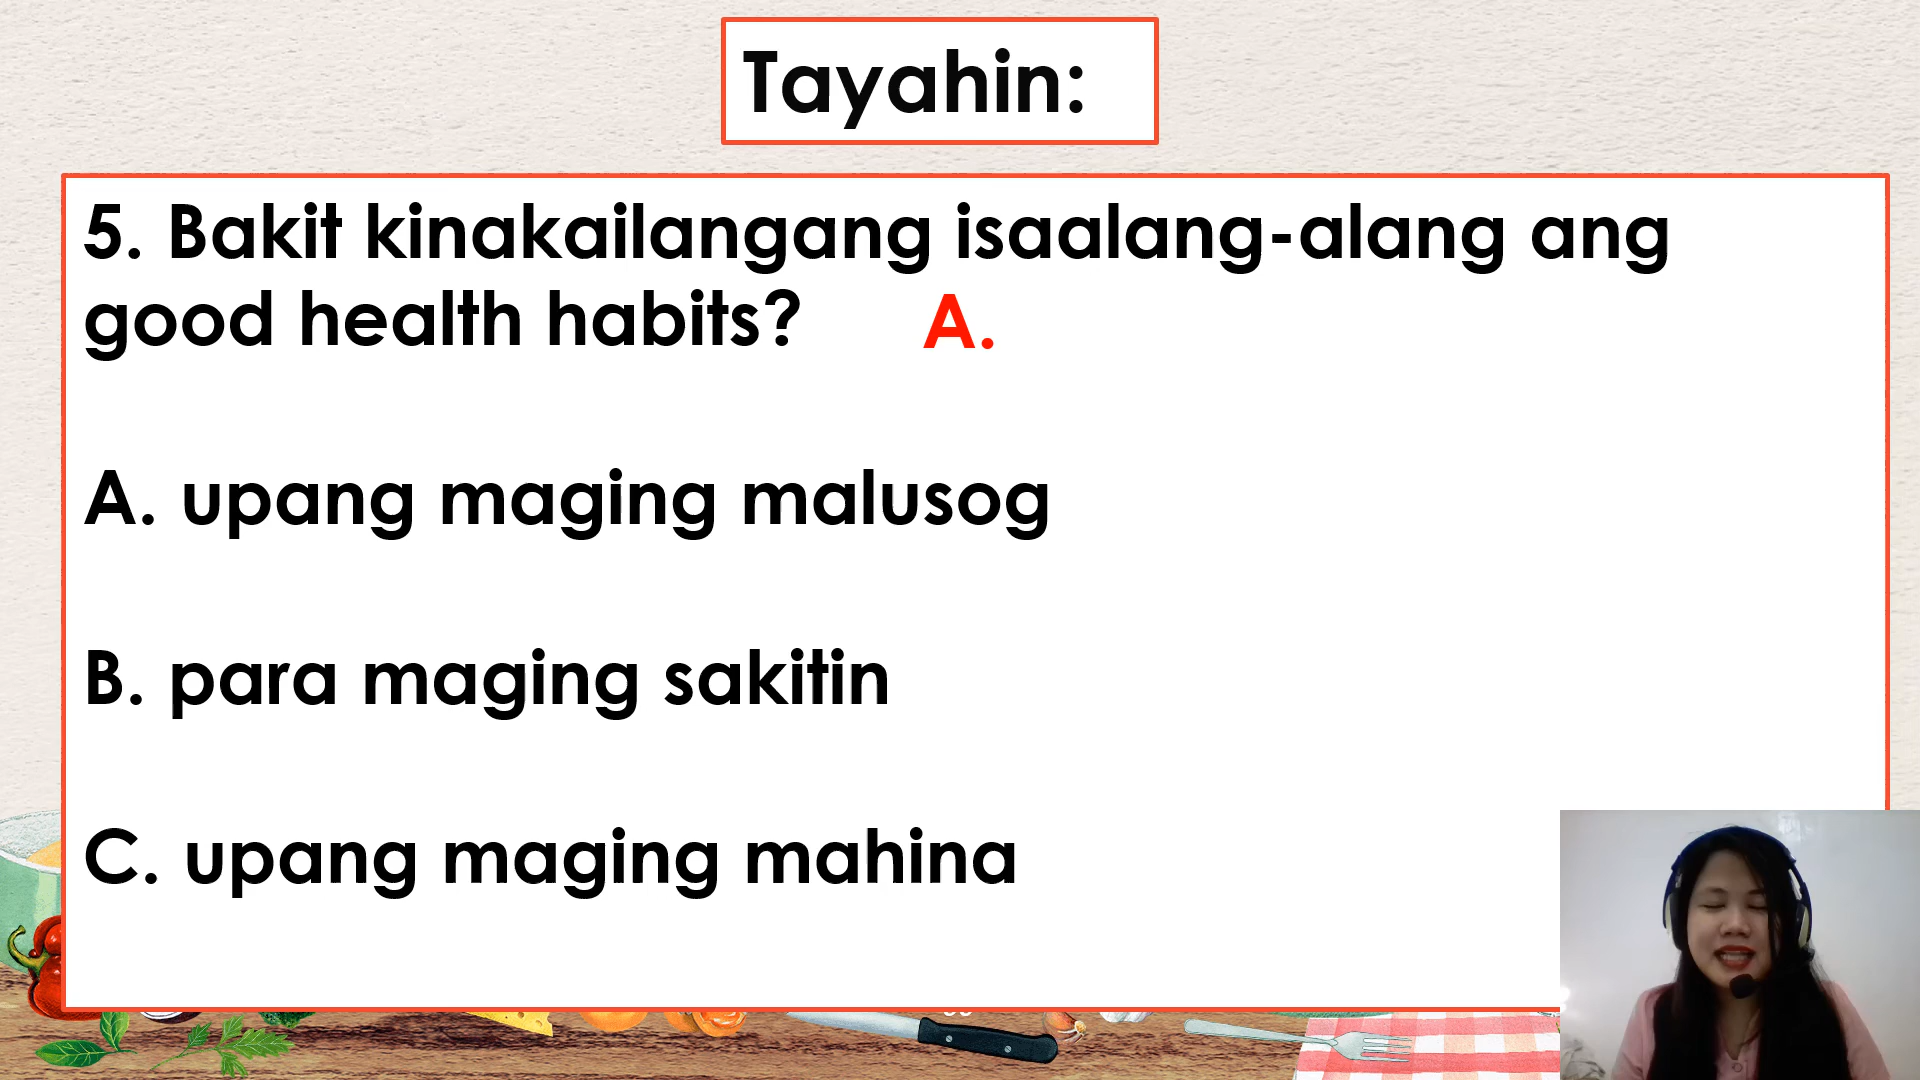 Tayahin:
5. Bakit kinakailangang isaalang-alang ang
good health habits? A.
A. upang maging malusog
B. para maging sakitin
C. upang maging mahina